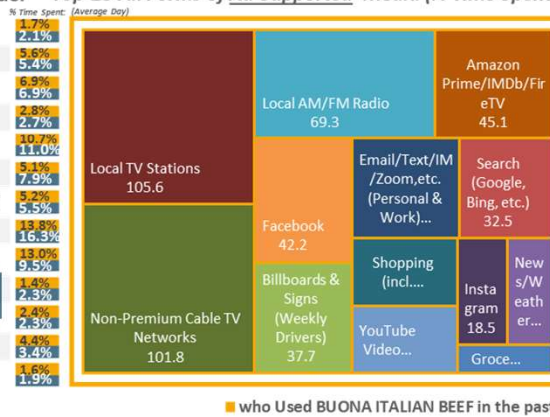 % Time Spent: (Average Day)
1.7%
2.1%
5.6%
5.4%
6.9%
6.9%
2.8%
2.7%
10.7%
11.0%
5.1%
7.9%
5.2%
5.5%
13.8%
16.3%
13.0%
9.5%
1.4%
2.3%
2.4%
2.3%
4.4%
3.4%
1.6%
1.9%
Local TV Stations
105.6
Non-Premium Cable TV
Networks
101.8
Local AM/FM Radio
69.3
Amazon
Prime/IMDb/Fir
eTV
45.1
Facebook
42.2
Email/Text/IM
/Zoom,etc.
(Personal &
Work)...
Search
(Google,
Bing, etc.)
32.5
Billboards &
Signs
(Weekly
Drivers)
37.7
Shopping
(incl....
YouTube
Video...
Insta
gram
18.5
New
s/W
eath
er...
Groce...
who Used BUONA ITALIAN BEEF in the past